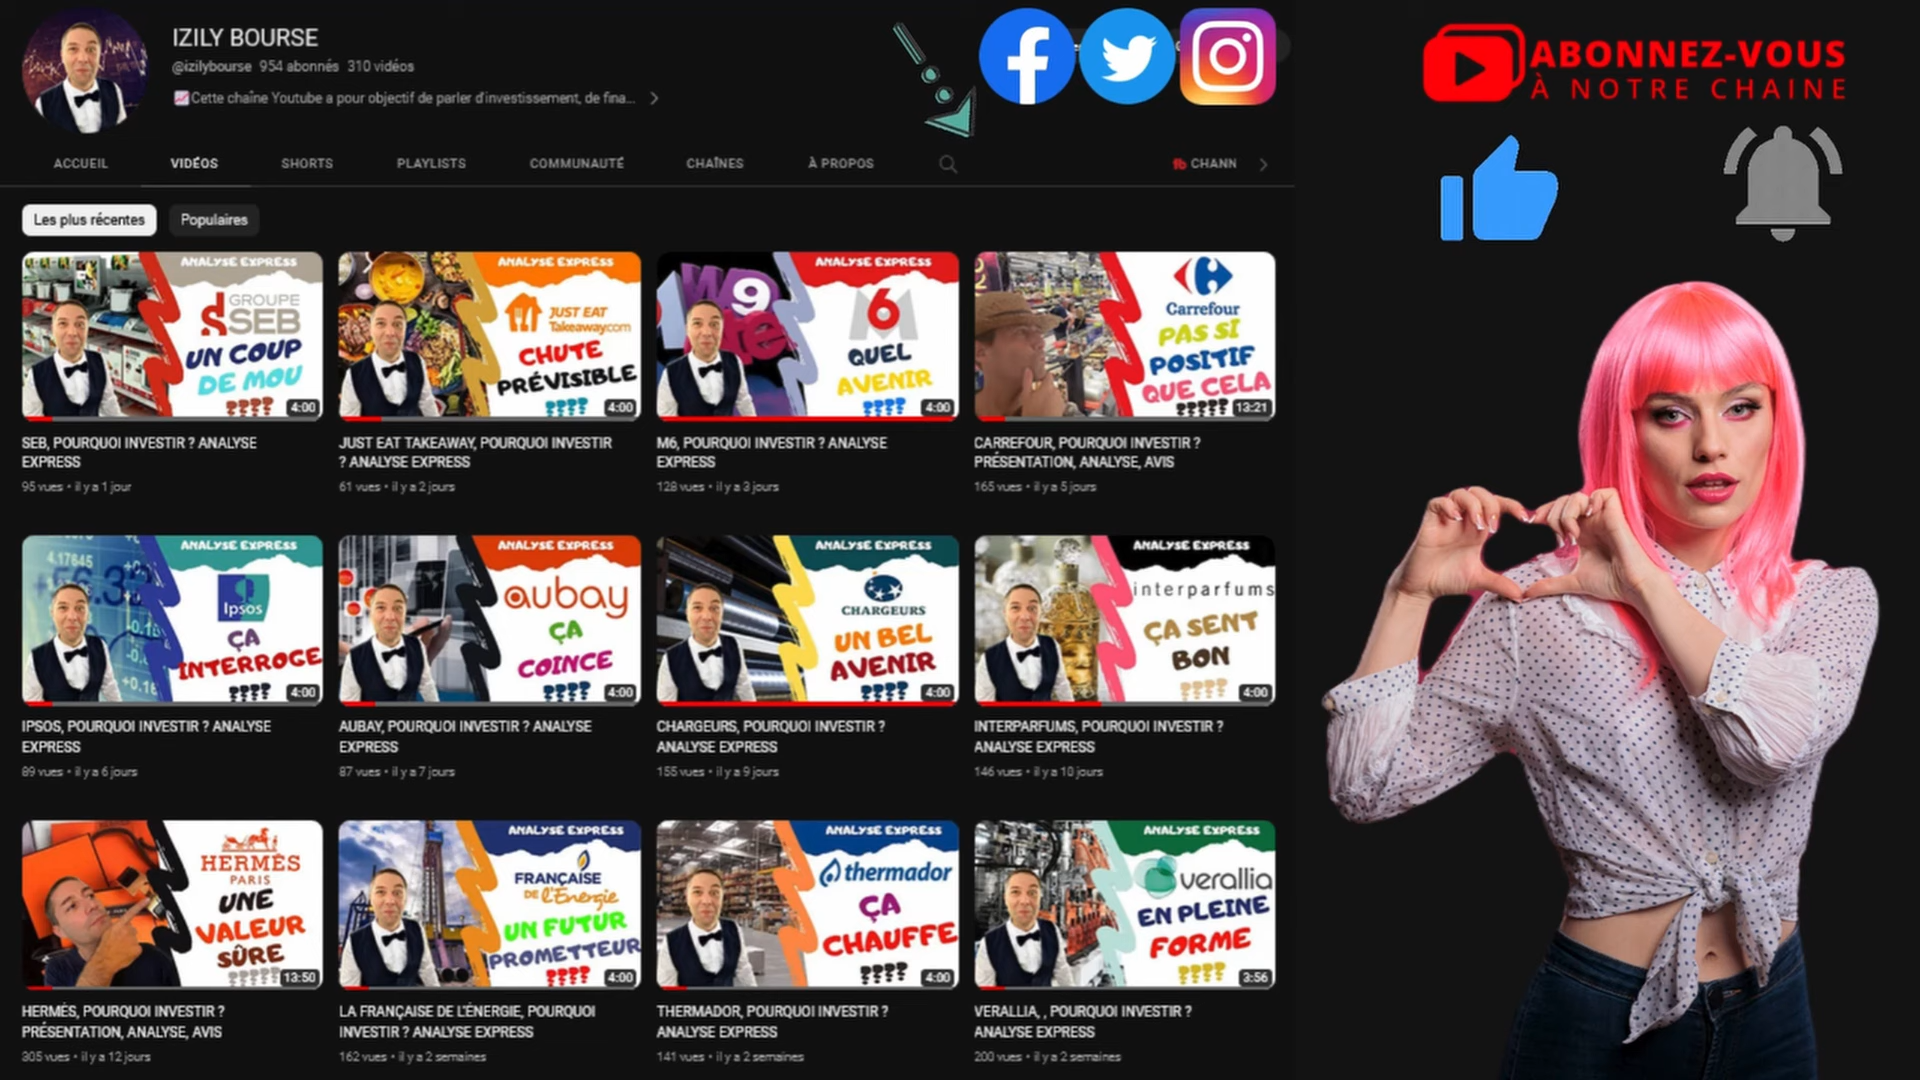 IZILY BOURSE
@izilybourse 954 abonnés 310 vidéos
Cette chaîne Youtube a pour objectif de parler d'investissement, de fina...
ABONNEZ-VOUS
À NOTRE CHAINE
ACCUEIL VIDÉOS SHORTS PLAYLISTS COMMUNAUTÉ CHAÎNES À PROPOS CHANN
Les plus récentes Populaires
ANALYSE EXPRESS
GROUPE
SEB
UN COUP
DE MOU
????
4:00
ANALYSE EXPRESS
JUST EAT
Takeaway.com
CHUTE
PRÉVISIBLE
????
4:00
W9
ANALYSE EXPRESS
M6
QUEL
AVENIR
????
4:00
Carrefour
PAS SI
POSITIF
QUE CELA
?????
13:21
SEB, POURQUOI INVESTIR ? ANALYSE
EXPRESS
95 vues • il y a 1 jour
JUST EAT TAKEAWAY, POURQUOI INVESTIR
? ANALYSE EXPRESS
61 vues • il y a 2 jours
M6, POURQUOI INVESTIR ? ANALYSE
EXPRESS
128 vues • il y a 3 jours
CARREFOUR, POURQUOI INVESTIR ?
PRÉSENTATION, ANALYSE, AVIS
165 vues • il y a 5 jours
4.17645
ANALYSE EXPRESS
Ipsos
ÇA
INTERROGE
????
4:00
ANALYSE EXPRESS
aubay
ÇA
COINCE
????
4:00
ANALYSE EXPRESS
CHARGEURS
UN BEL
AVENIR
????
4:00
ANALYSE EXPRESS
interparfums
ÇA SENT
BON
????
4:00
IPSOS, POURQUOI INVESTIR ? ANALYSE
EXPRESS
89 vues • il y a 6 jours
AUBAY, POURQUOI INVESTIR ? ANALYSE
EXPRESS
87 vues • il y a 7 jours
CHARGEURS, POURQUOI INVESTIR ?
ANALYSE EXPRESS
155 vues • il y a 9 jours
INTERPARFUMS, POURQUOI INVESTIR ?
ANALYSE EXPRESS
146 vues • il y a 10 jours
HERMÈS
PARIS
UNE
VALEUR
SÛRE
?????
13:50
ANALYSE EXPRESS
FRANÇAISE
DE l'Énergie
UN FUTUR
PROMETTEUR
????
4:00
ANALYSE EXPRESS
thermador
ÇA
CHAUFFE
????
4:00
ANALYSE EXPRESS
verallia
EN PLEINE
FORME
????
3:56
HERMÈS, POURQUOI INVESTIR ?
PRÉSENTATION, ANALYSE, AVIS
305 vues • il y a 12 jours
LA FRANÇAISE DE L'ÉNERGIE, POURQUOI
INVESTIR ? ANALYSE EXPRESS
162 vues • il y a 2 semaines
THERMADOR, POURQUOI INVESTIR ?
ANALYSE EXPRESS
141 vues • il y a 2 semaines
VERALLIA, , POURQUOI INVESTIR ?
ANALYSE EXPRESS
200 vues • il y a 2 semaines